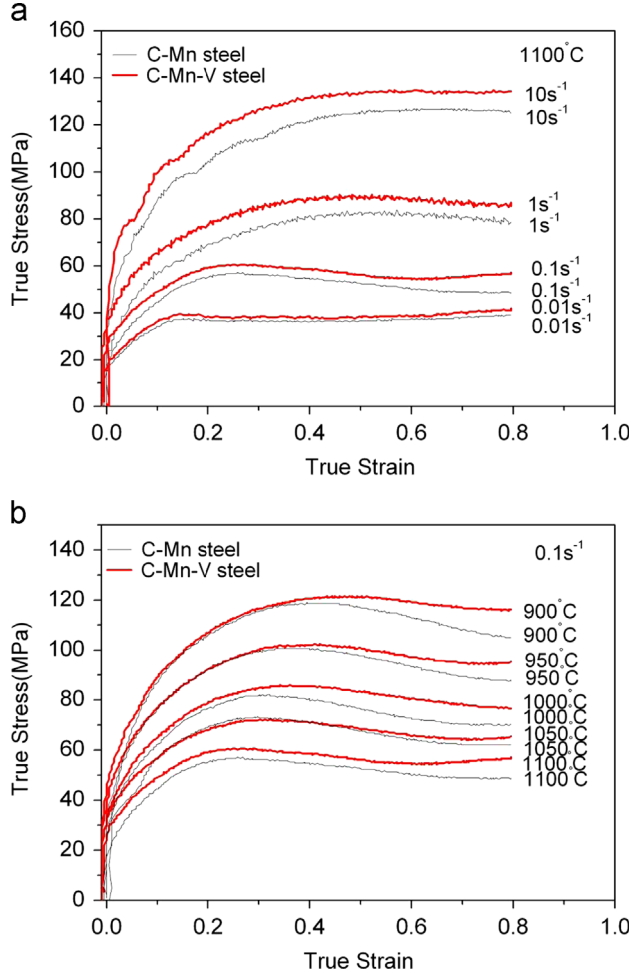 a
160
140
120
100
80
60
40
20
0
True Stress(MPa)
C-Mn steel
C-Mn-V steel
1100°C
10s⁻¹
10s⁻¹
1s⁻¹
1s⁻¹
0.1s⁻¹
0.1s⁻¹
0.01s⁻¹
0.01s⁻¹
0.0 0.2 0.4 0.6 0.8 1.0
True Strain
b
140
120
100
80
60
40
20
0
True Stress(MPa)
C-Mn steel
C-Mn-V steel
0.1s⁻¹
900°C
900°C
950°C
950°C
1000°C
1000°C
1050°C
1050°C
1100°C
1100°C
0.0 0.2 0.4 0.6 0.8 1.0
True Strain